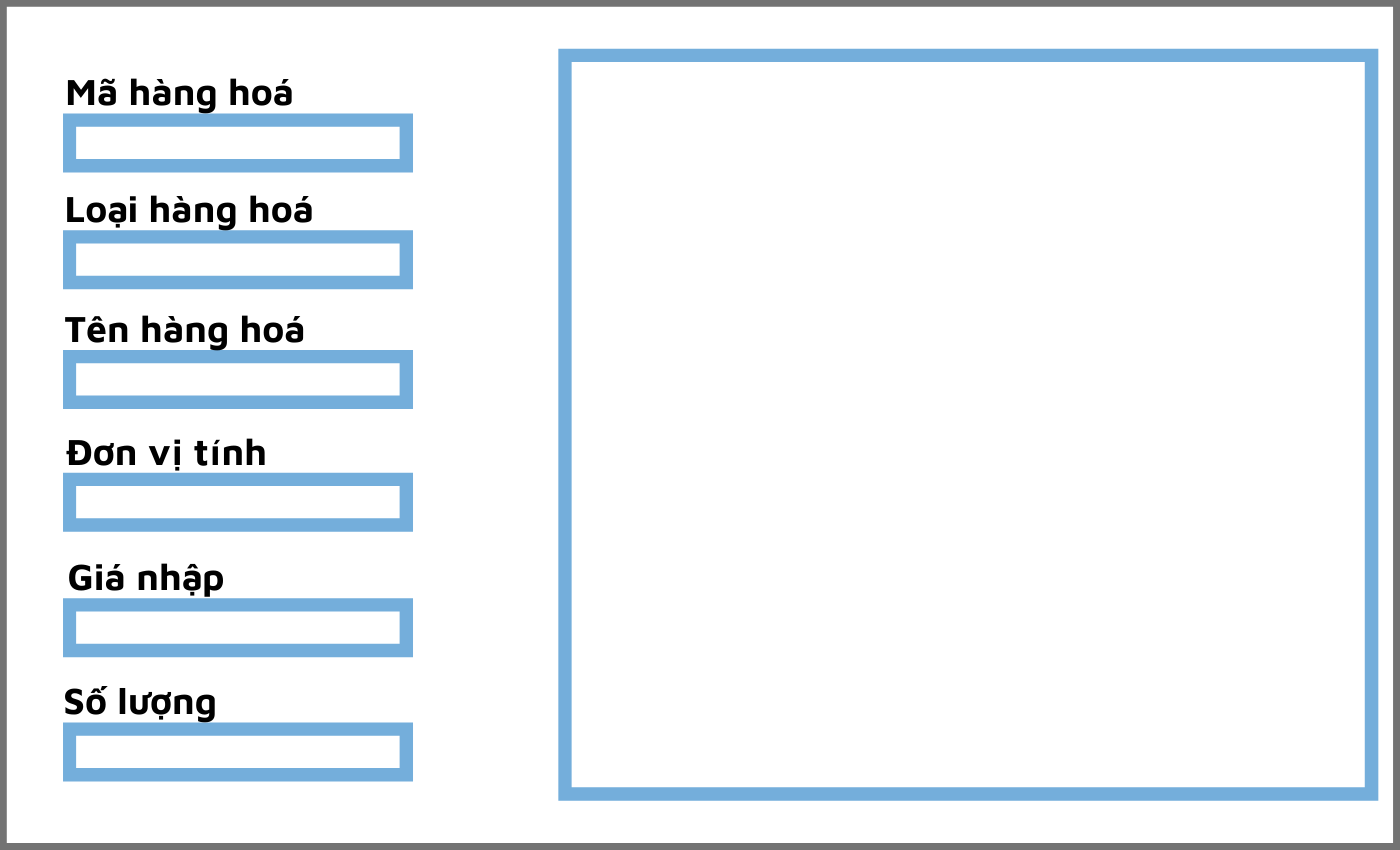 Mã hàng hoá
Loại hàng hoá
Tên hàng hoá
Đơn vị tính
Giá nhập
Số lượng